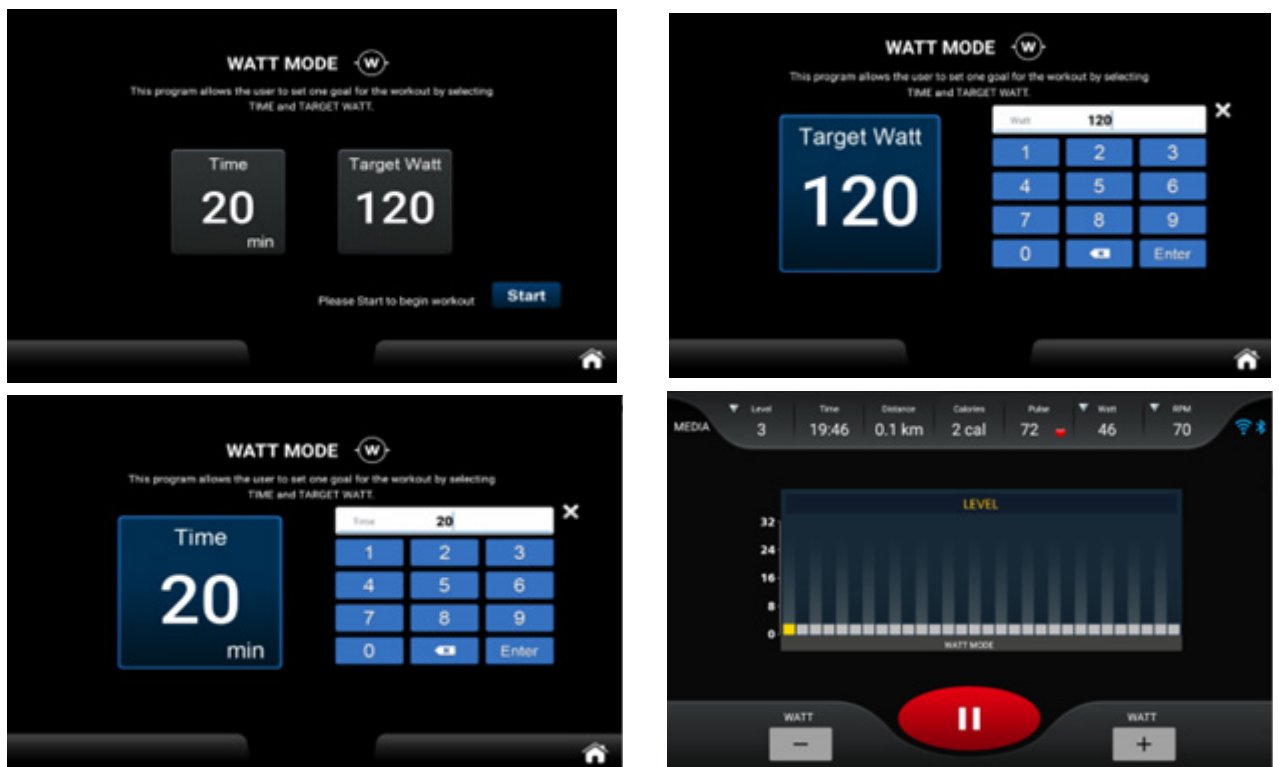 WATT MODE W
This program allows the user to set one goal for the workout by selecting
TIME and TARGET WATT.
Time
20
min
Target Watt
120
Please Start to begin workout
Start
WATT MODE W
This program allows the user to set one goal for the workout by selecting
TIME and TARGET WATT.
Target Watt
120
Watt 120
1 2 3
4 5 6
7 8 9
0 Enter
WATT MODE W
This program allows the user to set one goal for the workout by selecting
TIME and TARGET WATT.
Time
20
min
Time 20
1 2 3
4 5 6
7 8 9
0 Enter
MEDIA
Level Time Distance Calories Pulse Watt RPM
3 19:46 0.1 km 2 cal 72 46 70
LEVEL
32
24
16
8
0
WATT MODE
WATT
−
WATT
+